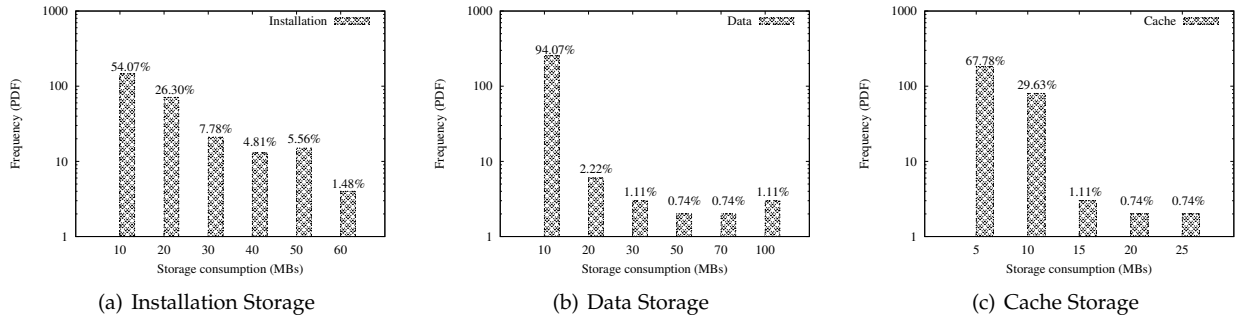 1000
100
10
1
Frequency (PDF)
Installation
54.07%
26.30%
7.78%
4.81%
5.56%
1.48%
10 20 30 40 50 60
Storage consumption (MBs)
(a) Installation Storage
1000
100
10
1
Frequency (PDF)
Data
94.07%
2.22%
1.11%
0.74%
0.74%
1.11%
10 20 30 50 70 100
Storage consumption (MBs)
(b) Data Storage
1000
100
10
1
Frequency (PDF)
Cache
67.78%
29.63%
1.11%
0.74%
0.74%
5 10 15 20 25
Storage consumption (MBs)
(c) Cache Storage